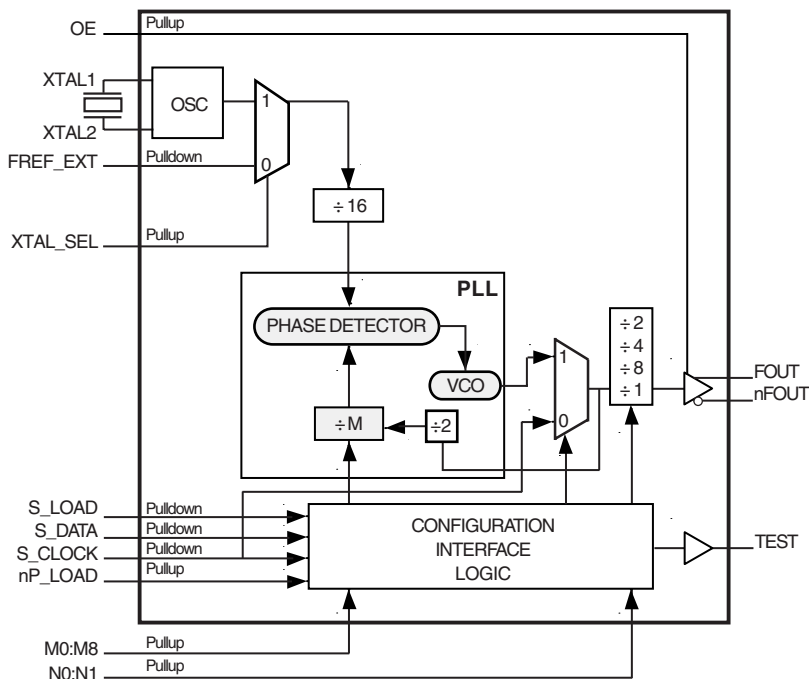 OE Pullup
XTAL1
OSC
1
XTAL2
FREF_EXT Pulldown
0
÷ 16
XTAL_SEL Pullup
PLL
PHASE DETECTOR
÷ 2
÷ 4
÷ 8
÷ 1
1
FOUT
nFOUT
VCO
÷ M
÷2
0
S_LOAD Pulldown
S_DATA Pulldown
S_CLOCK Pulldown
nP_LOAD Pullup
CONFIGURATION
INTERFACE
LOGIC
TEST
M0:M8 Pullup
N0:N1 Pullup